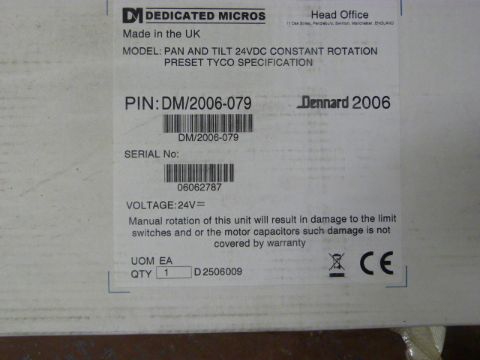 DM DEDICATED MICROS
Head Office
Made in the UK
MODEL: PAN AND TILT 24VDC CONSTANT ROTATION
PRESET TYCO SPECIFICATION
PIN: DM/2006-079
Dennard 2006
DM/2006-079
SERIAL No:
06062787
VOLTAGE: 24V⎓
Manual rotation of this unit will result in damage to the limit
switches and or the motor capacitors such damage is not
covered by warranty
UOM EA
QTY 1 D2506009
CE